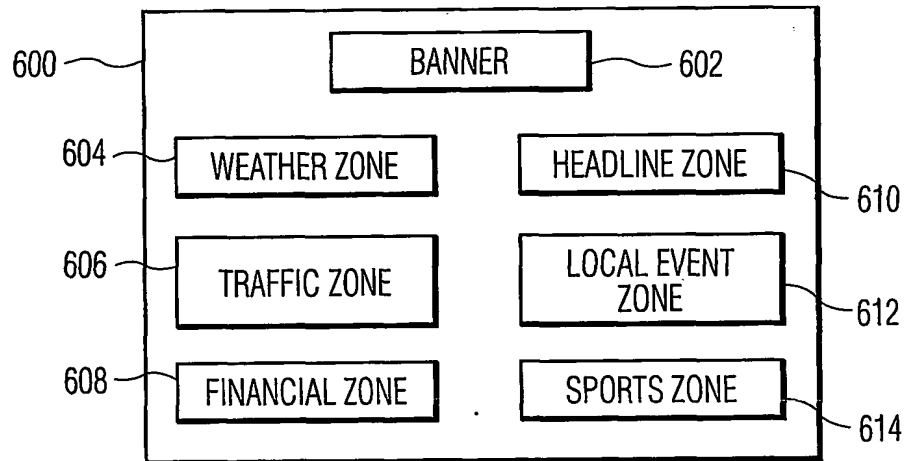 600
BANNER
602
604
WEATHER ZONE
HEADLINE ZONE
610
606
TRAFFIC ZONE
LOCAL EVENT
ZONE
612
608
FINANCIAL ZONE
SPORTS ZONE
614